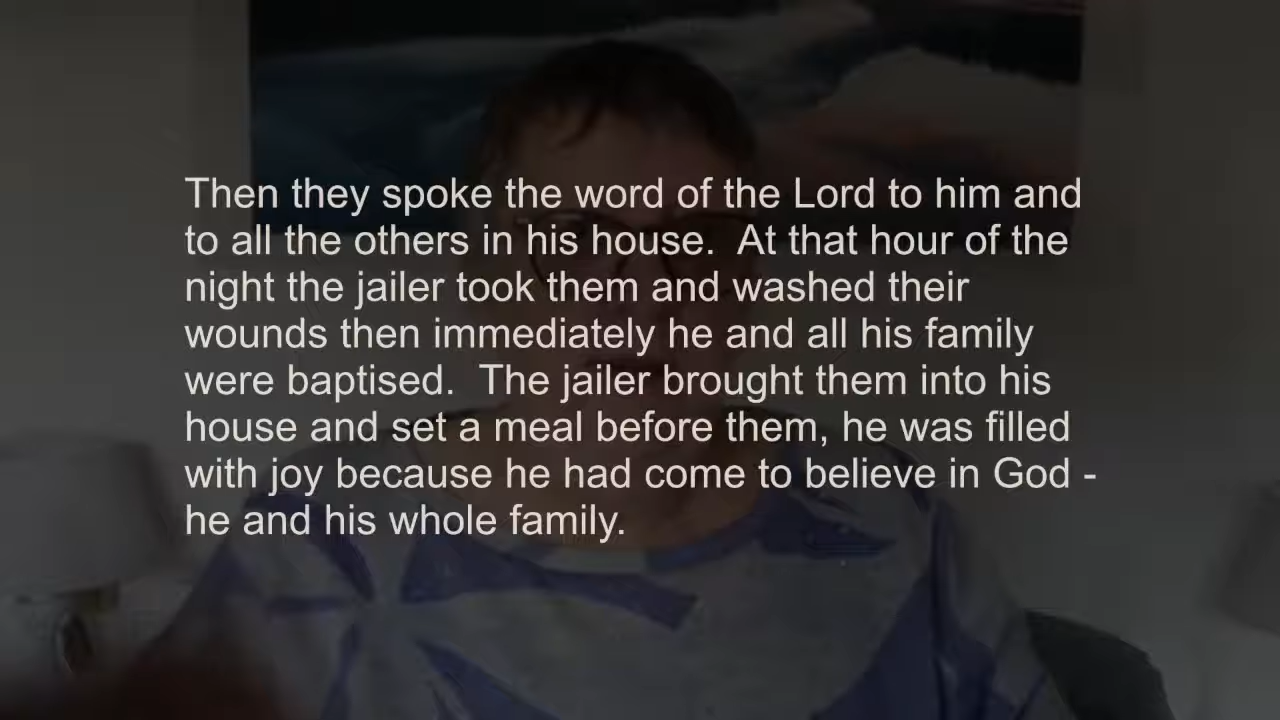 Then they spoke the word of the Lord to him and
to all the others in his house.  At that hour of the
night the jailer took them and washed their
wounds then immediately he and all his family
were baptised.  The jailer brought them into his
house and set a meal before them, he was filled
with joy because he had come to believe in God -
he and his whole family.